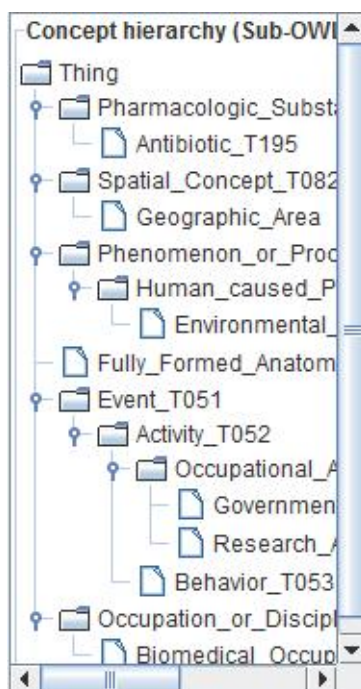 Concept hierarchy (Sub-OWL
Thing
Pharmacologic_Substa
Antibiotic_T195
Spatial_Concept_T082
Geographic_Area
Phenomenon_or_Proc
Human_caused_P
Environmental_
Fully_Formed_Anatom
Event_T051
Activity_T052
Occupational_A
Governmen
Research_A
Behavior_T053
Occupation_or_Discipl
Biomedical_Occup